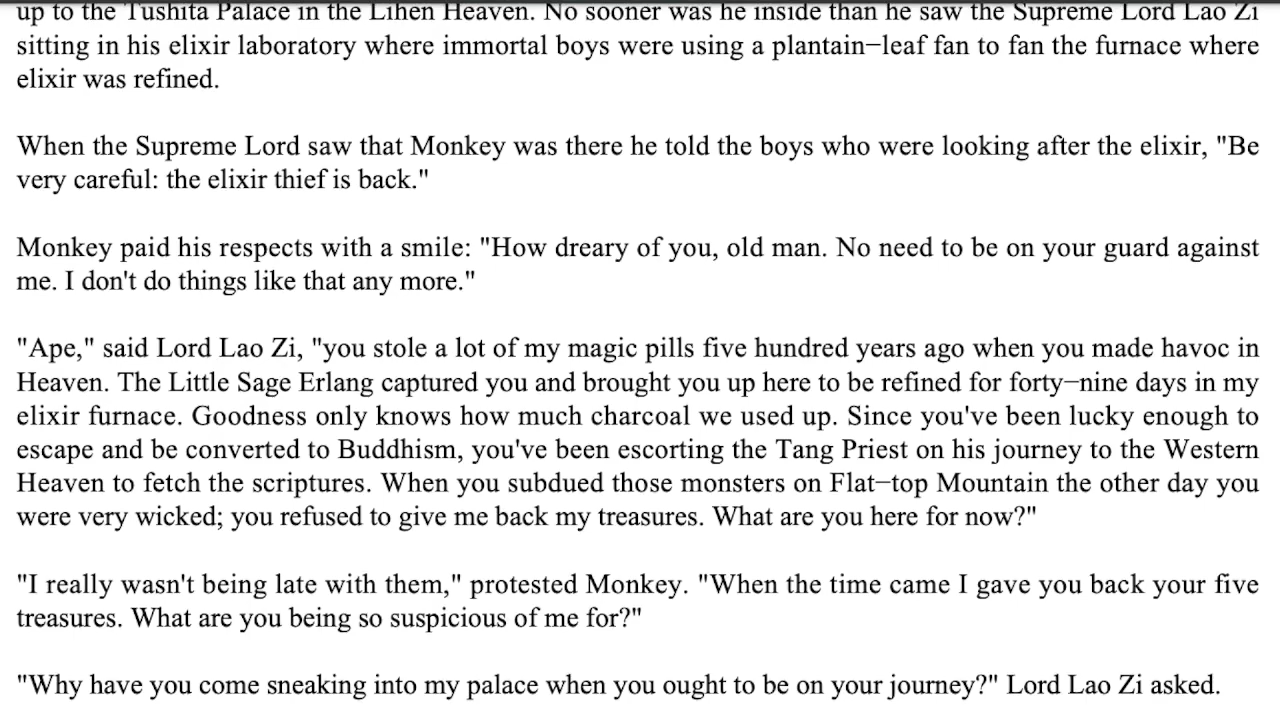 up to the Tushita Palace in the Lihen Heaven. No sooner was he inside than he saw the Supreme Lord Lao Zi
sitting in his elixir laboratory where immortal boys were using a plantain−leaf fan to fan the furnace where
elixir was refined.
When the Supreme Lord saw that Monkey was there he told the boys who were looking after the elixir, "Be
very careful: the elixir thief is back."
Monkey paid his respects with a smile: "How dreary of you, old man. No need to be on your guard against
me. I don't do things like that any more."
"Ape," said Lord Lao Zi, "you stole a lot of my magic pills five hundred years ago when you made havoc in
Heaven. The Little Sage Erlang captured you and brought you up here to be refined for forty−nine days in my
elixir furnace. Goodness only knows how much charcoal we used up. Since you've been lucky enough to
escape and be converted to Buddhism, you've been escorting the Tang Priest on his journey to the Western
Heaven to fetch the scriptures. When you subdued those monsters on Flat−top Mountain the other day you
were very wicked; you refused to give me back my treasures. What are you here for now?"
"I really wasn't being late with them," protested Monkey. "When the time came I gave you back your five
treasures. What are you being so suspicious of me for?"
"Why have you come sneaking into my palace when you ought to be on your journey?" Lord Lao Zi asked.